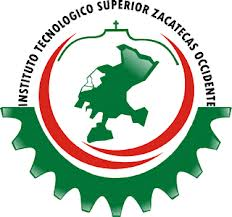 INSTITUTO TECNOLOGICO SUPERIOR ZACATECAS OCCIDENTE